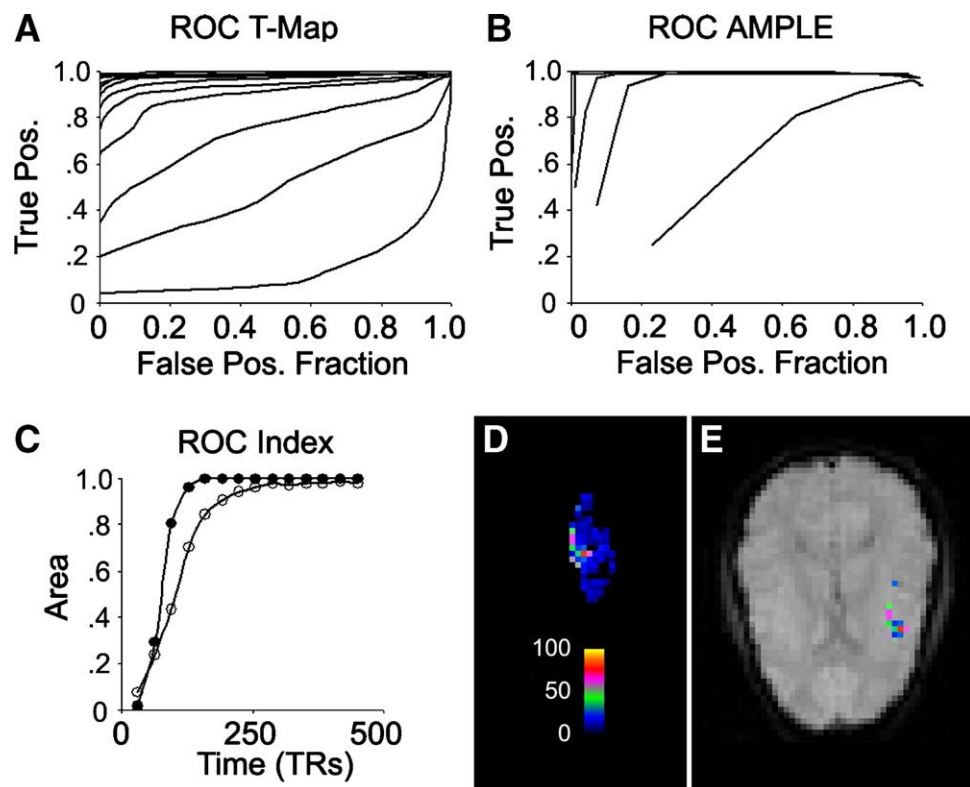 A
ROC T-Map
True Pos.
1.0
.8
.6
.4
.2
0
0 0.2 0.4 0.6 0.8 1.0
False Pos. Fraction
B
ROC AMPLE
True Pos.
1.0
.8
.6
.4
.2
0
0 0.2 0.4 0.6 0.8 1.0
False Pos. Fraction
C
ROC Index
Area
1.0
.8
.6
.4
.2
0
0 250 500
Time (TRs)
D
100
50
0
E